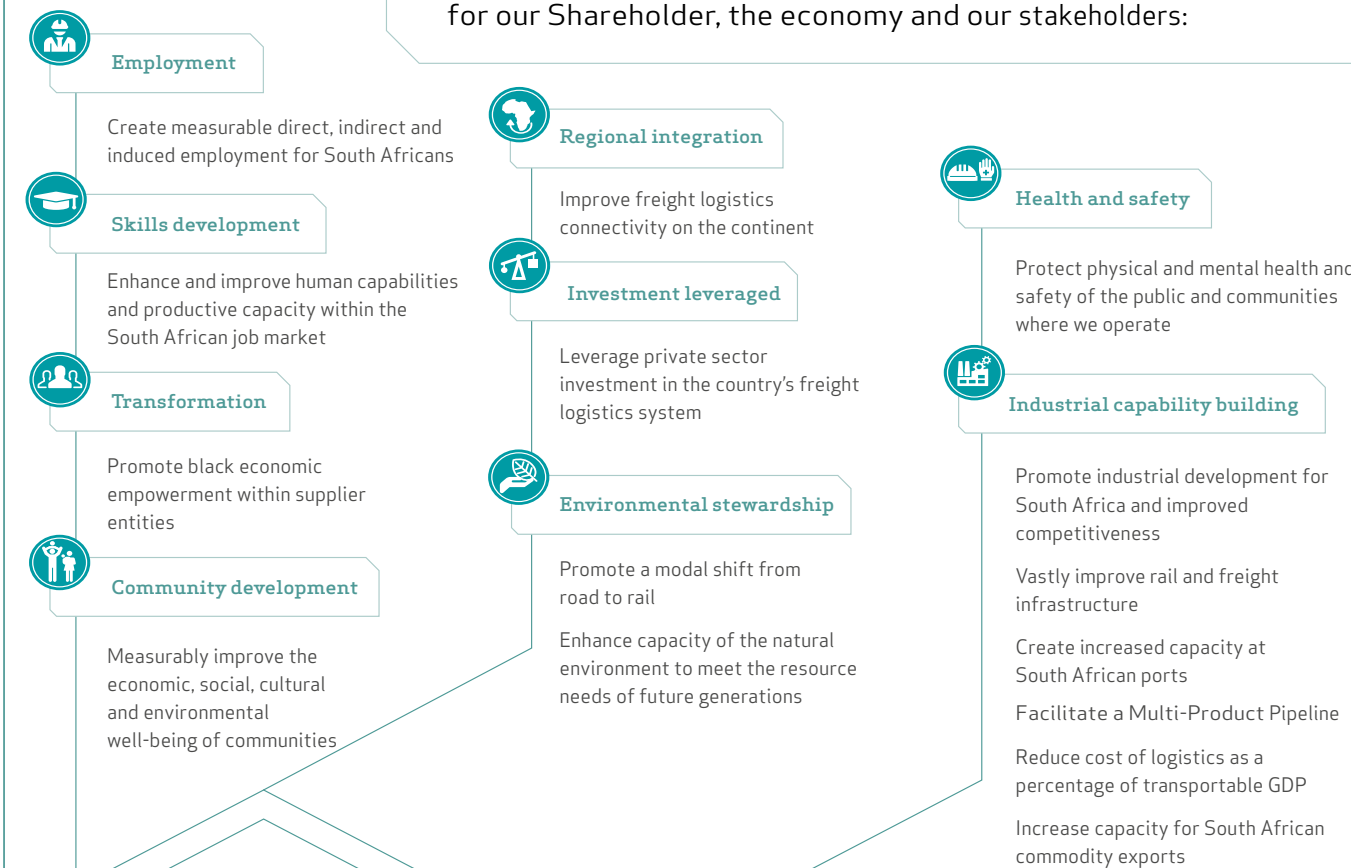 for our Shareholder, the economy and our stakeholders:
Employment
Create measurable direct, indirect and
induced employment for South Africans
Skills development
Enhance and improve human capabilities
and productive capacity within the
South African job market
Transformation
Promote black economic
empowerment within supplier
entities
Community development
Measurably improve the
economic, social, cultural
and environmental
well-being of communities
Regional integration
Improve freight logistics
connectivity on the continent
Investment leveraged
Leverage private sector
investment in the country's freight
logistics system
Environmental stewardship
Promote a modal shift from
road to rail
Enhance capacity of the natural
environment to meet the resource
needs of future generations
Health and safety
Protect physical and mental health and
safety of the public and communities
where we operate
Industrial capability building
Promote industrial development for
South Africa and improved
competitiveness
Vastly improve rail and freight
infrastructure
Create increased capacity at
South African ports
Facilitate a Multi-Product Pipeline
Reduce cost of logistics as a
percentage of transportable GDP
Increase capacity for South African
commodity exports